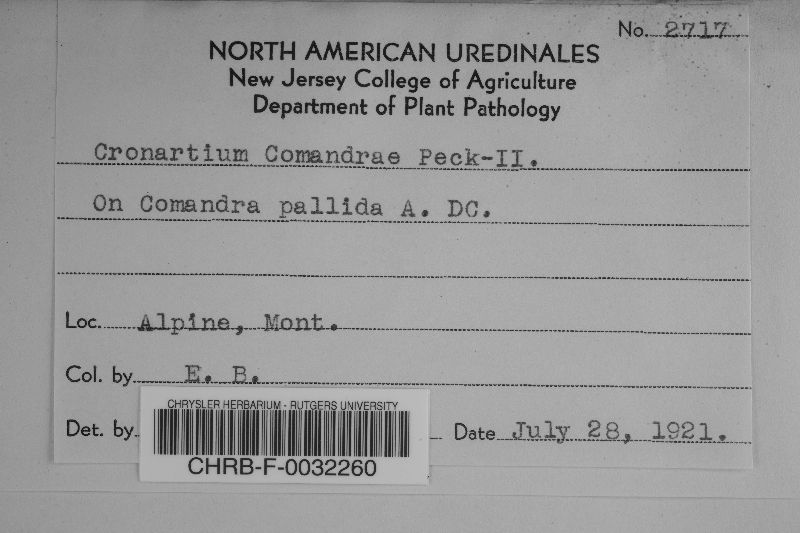 No. 2717
NORTH AMERICAN UREDINALES
New Jersey College of Agriculture
Department of Plant Pathology
Cronartium Comandrae Peck-II.
On Comandra pallida A. DC.
Loc. Alpine, Mont.
Col. by E. B.
Det. by
Date July 28, 1921.
CHRYSLER HERBARIUM - RUTGERS UNIVERSITY
CHRB-F-0032260